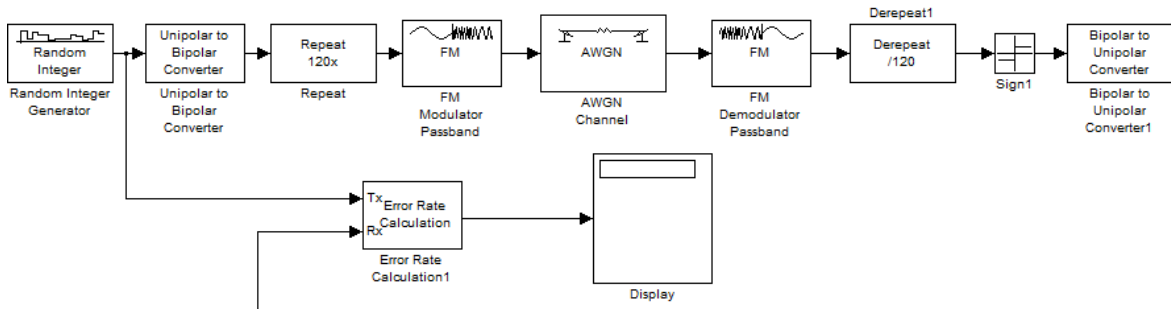 Derepeat1
Random
Integer
Unipolar to
Bipolar
Converter
Repeat
120x
FM
AWGN
FM
Derepeat
/120
Bipolar to
Unipolar
Converter
Random Integer
Generator
Unipolar to
Bipolar
Converter
Repeat
FM
Modulator
Passband
AWGN
Channel
FM
Demodulator
Passband
Sign1
Bipolar to
Unipolar
Converter1
Tx
Error Rate
Calculation
Rx
Error Rate
Calculation1
Display